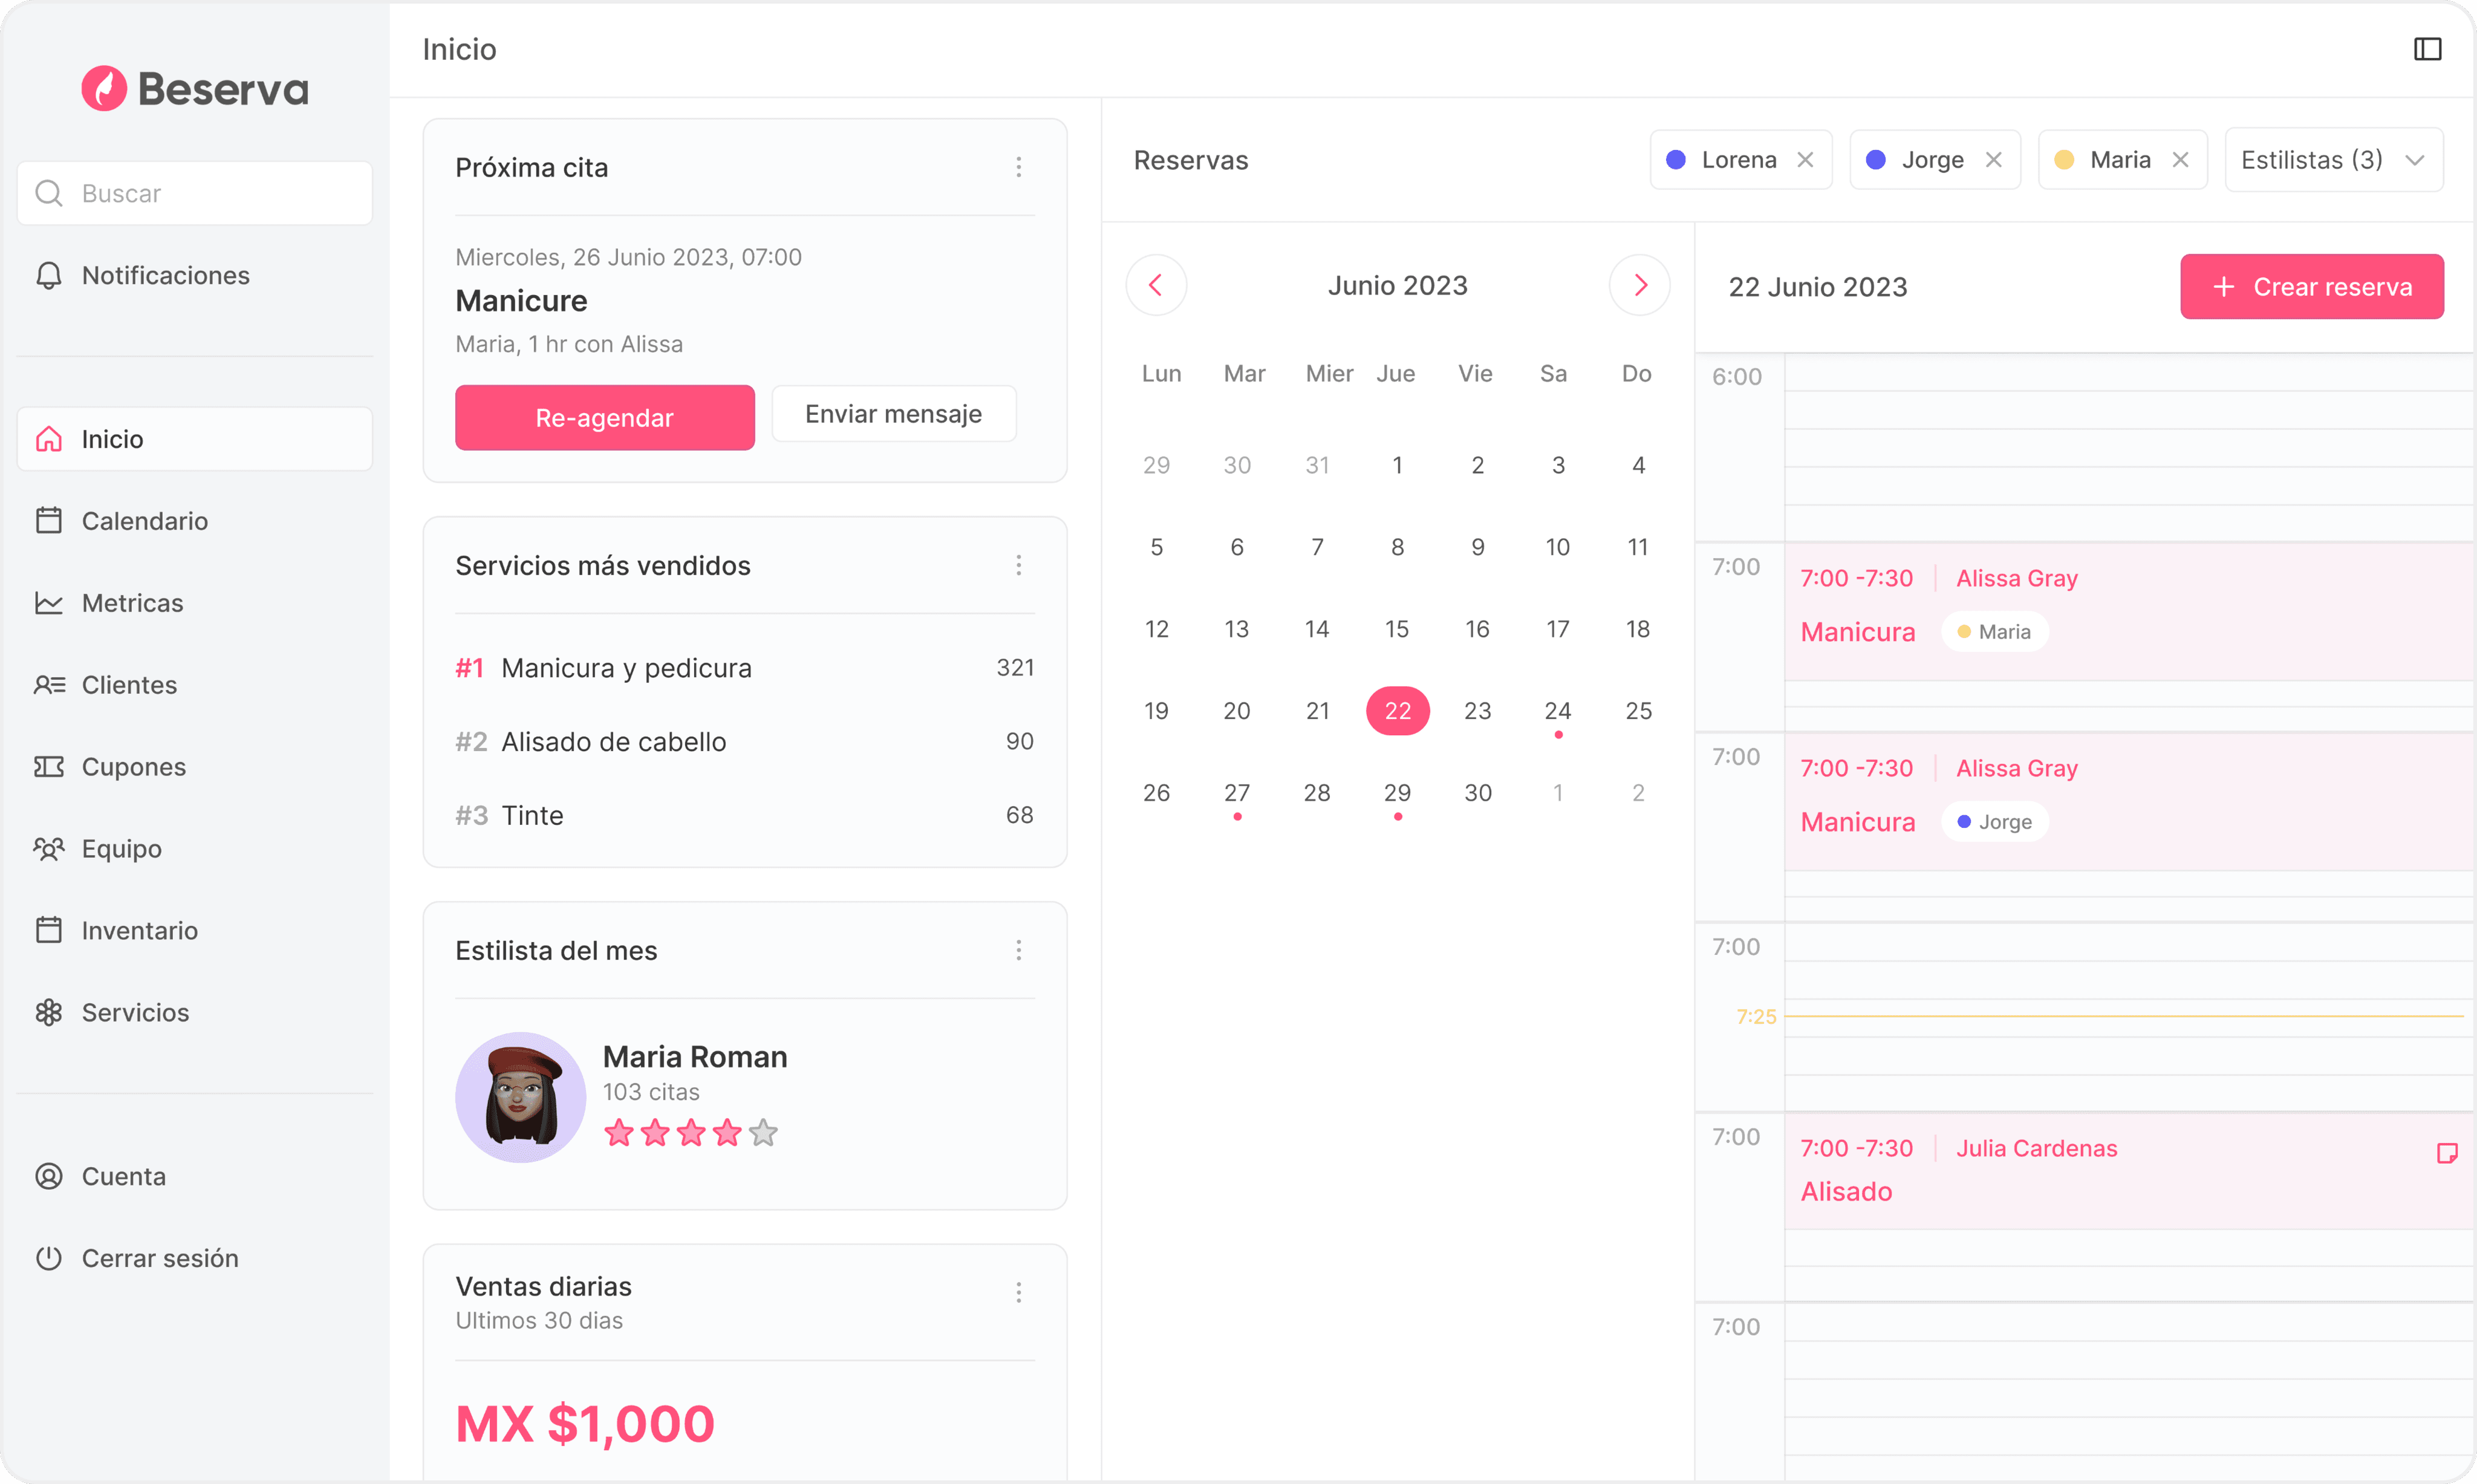 Beserva
Buscar
Notificaciones
Inicio
Calendario
Metricas
Clientes
Cupones
Equipo
Inventario
Servicios
Cuenta
Cerrar sesión
Inicio
Próxima cita
Miercoles, 26 Junio 2023, 07:00
Manicure
Maria, 1 hr con Alissa
Re-agendar Enviar mensaje
Servicios más vendidos
#1 Manicura y pedicura 321
#2 Alisado de cabello 90
#3 Tinte 68
Estilista del mes
Maria Roman
103 citas
Ventas diarias
Ultimos 30 dias
MX $1,000
Reservas Lorena Jorge Maria Estilistas (3)
Junio 2023
Lun Mar Mier Jue Vie Sa Do
29 30 31 1 2 3 4
5 6 7 8 9 10 11
12 13 14 15 16 17 18
19 20 21 22 23 24 25
26 27 28 29 30 1 2
22 Junio 2023 + Crear reserva
6:00
7:00 7:00 -7:30 Alissa Gray
Manicura Maria
7:00 7:00 -7:30 Alissa Gray
Manicura Jorge
7:00
7:25
7:00 7:00 -7:30 Julia Cardenas
Alisado
7:00